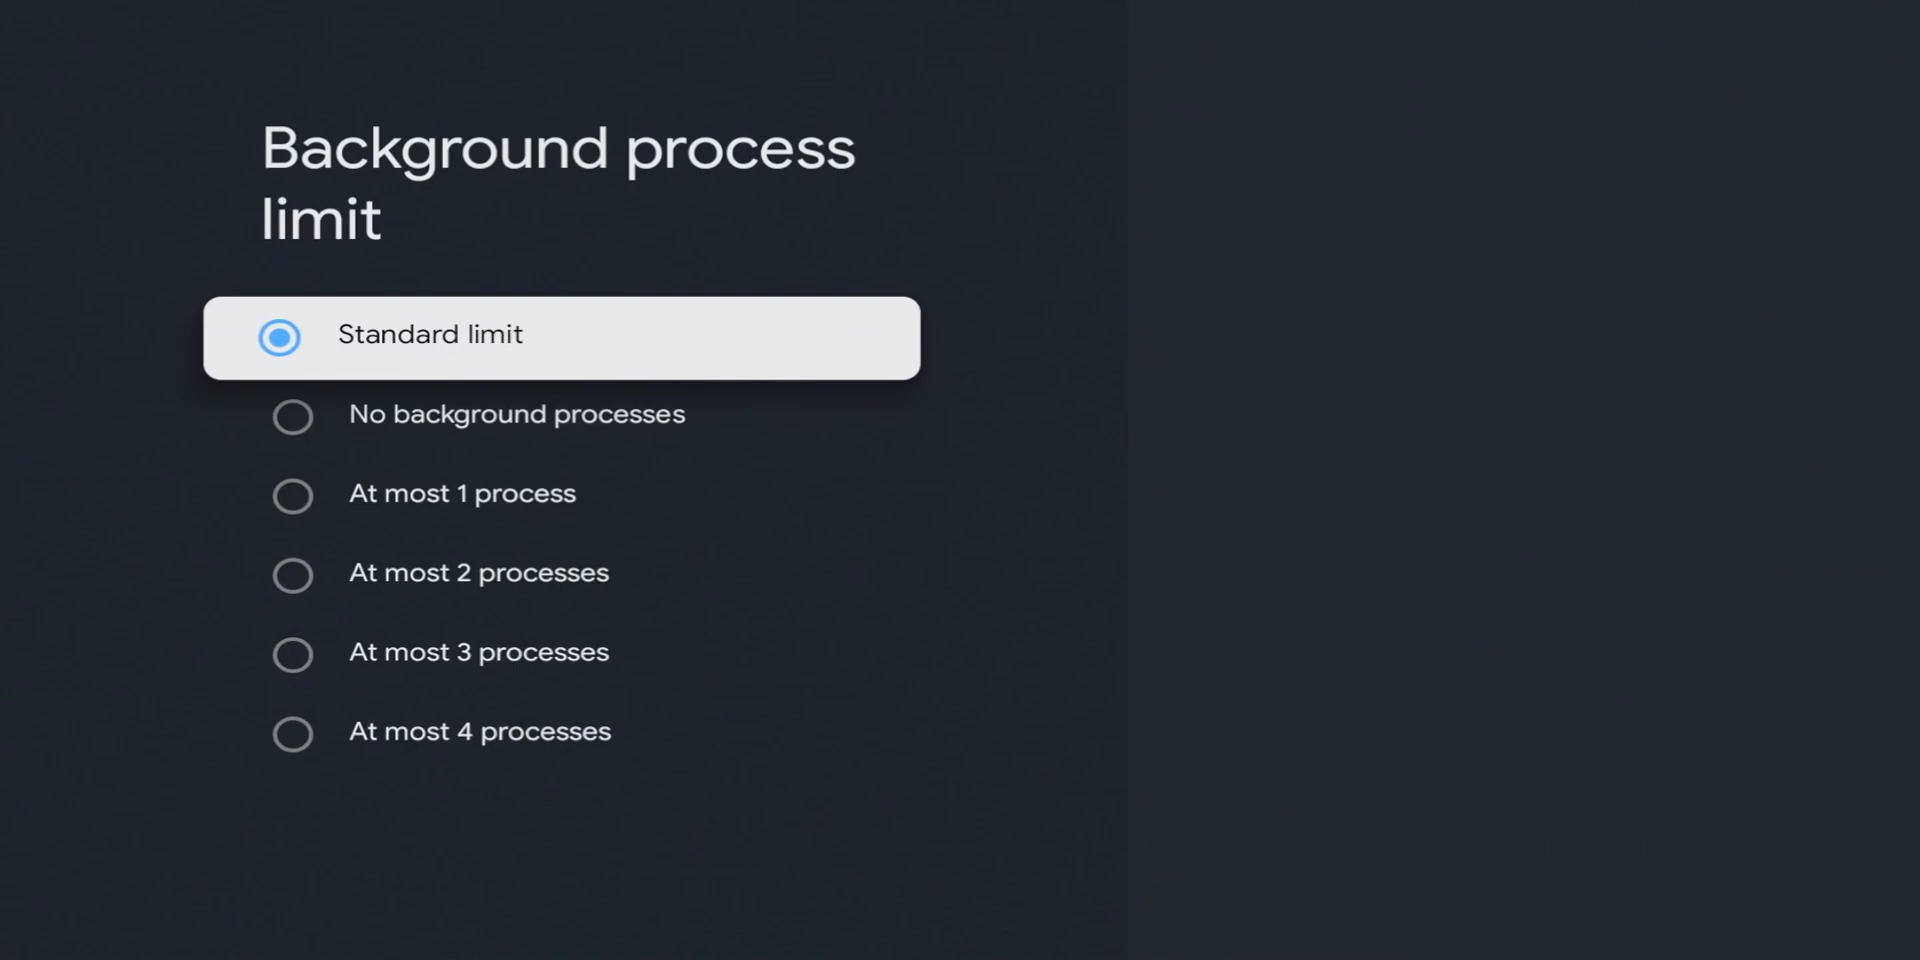 Background process
limit
Standard limit
No background processes
At most 1 process
At most 2 processes
At most 3 processes
At most 4 processes